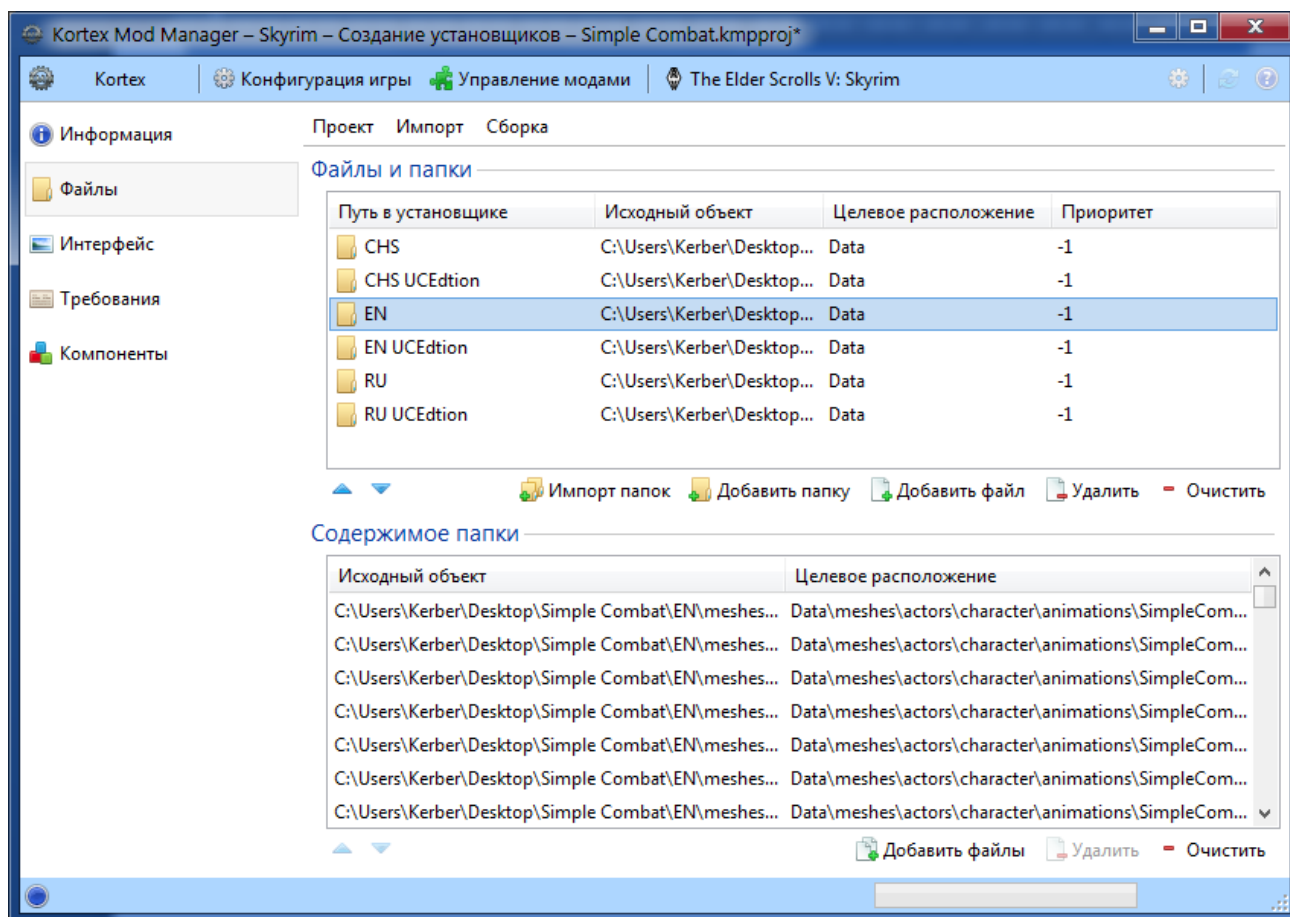 Kortex Mod Manager – Skyrim – Создание установщиков – Simple Combat.kmpproj*
Kortex Конфигурация игры Управление модами The Elder Scrolls V: Skyrim
Информация
Файлы
Интерфейс
Требования
Компоненты
Проект Импорт Сборка
Файлы и папки
Путь в установщике Исходный объект Целевое расположение Приоритет
CHS C:\Users\Kerber\Desktop... Data -1
CHS UCEdtion C:\Users\Kerber\Desktop... Data -1
EN C:\Users\Kerber\Desktop... Data -1
EN UCEdtion C:\Users\Kerber\Desktop... Data -1
RU C:\Users\Kerber\Desktop... Data -1
RU UCEdtion C:\Users\Kerber\Desktop... Data -1
Импорт папок Добавить папку Добавить файл Удалить Очистить
Содержимое папки
Исходный объект Целевое расположение
C:\Users\Kerber\Desktop\Simple Combat\EN\meshes... Data\meshes\actors\character\animations\SimpleCom...
C:\Users\Kerber\Desktop\Simple Combat\EN\meshes... Data\meshes\actors\character\animations\SimpleCom...
C:\Users\Kerber\Desktop\Simple Combat\EN\meshes... Data\meshes\actors\character\animations\SimpleCom...
C:\Users\Kerber\Desktop\Simple Combat\EN\meshes... Data\meshes\actors\character\animations\SimpleCom...
C:\Users\Kerber\Desktop\Simple Combat\EN\meshes... Data\meshes\actors\character\animations\SimpleCom...
C:\Users\Kerber\Desktop\Simple Combat\EN\meshes... Data\meshes\actors\character\animations\SimpleCom...
C:\Users\Kerber\Desktop\Simple Combat\EN\meshes... Data\meshes\actors\character\animations\SimpleCom...
Добавить файлы Удалить Очистить